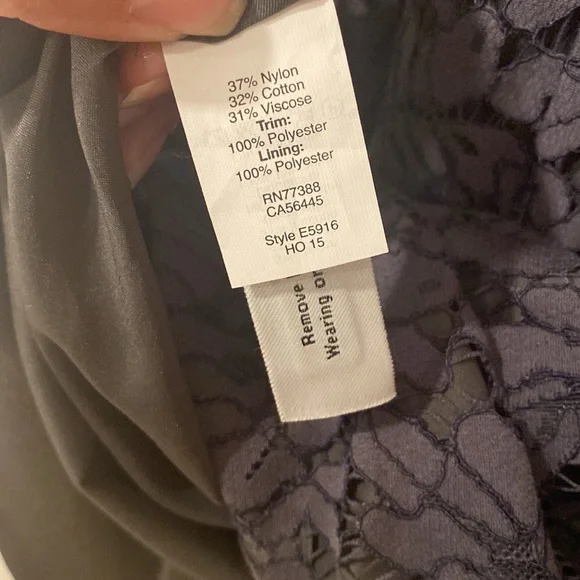 37% Nylon
32% Cotton
31% Viscose
Trim:
100% Polyester
Lining:
100% Polyester
RN77388
CA56445
Style E5916
HO 15
Remove
Wearing or